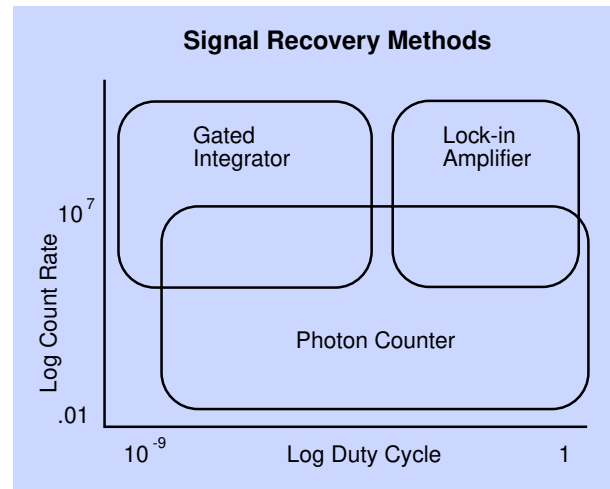 Signal Recovery Methods
Gated
Integrator
Lock-in
Amplifier
10⁷
Log Count Rate
Photon Counter
.01
10⁻⁹
Log Duty Cycle
1